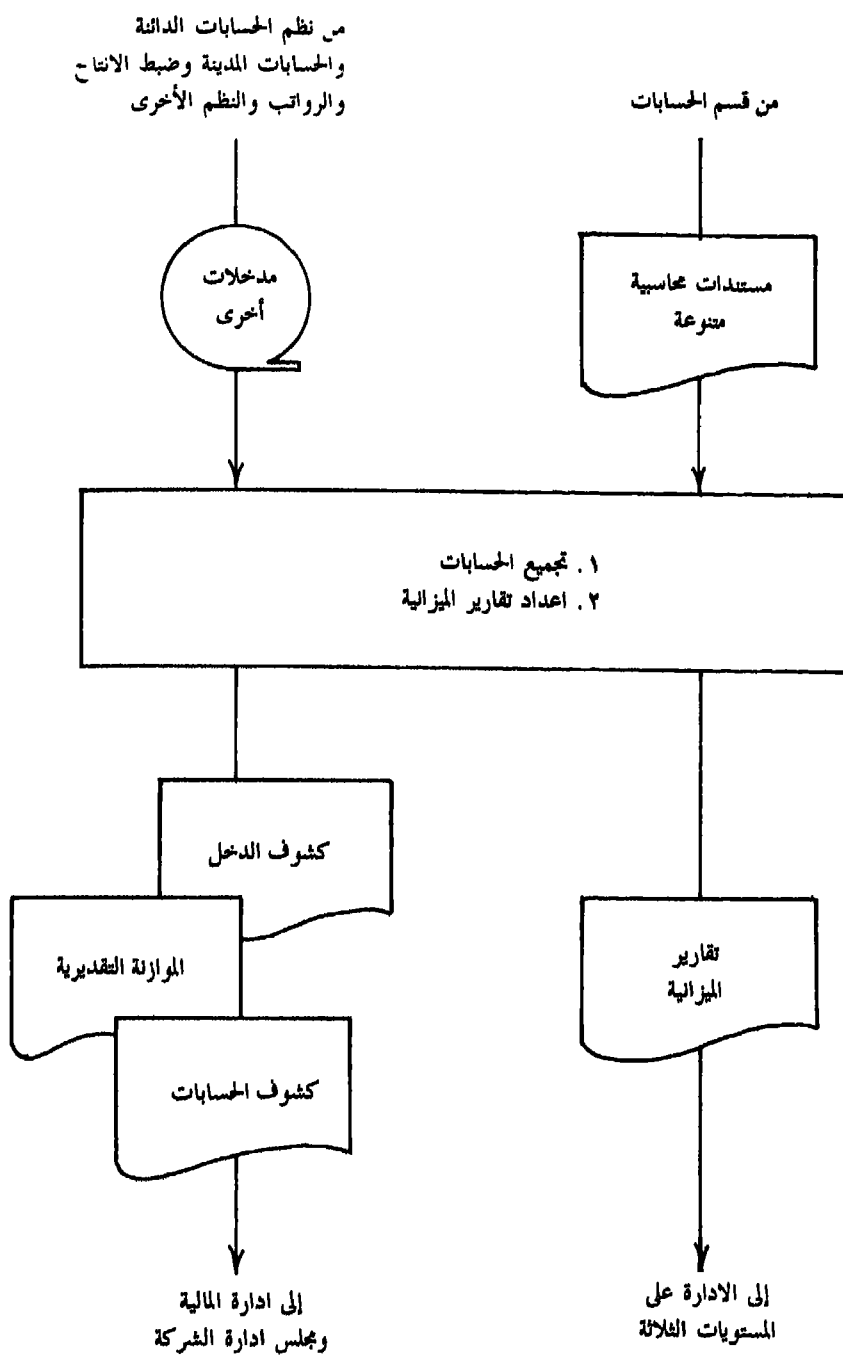 من قسم الحسابات
من نظم الحسابات الدائنة
والحسابات المدينة وضبط الانتاج
والرواتب والنظم الأخرى
مستندات محاسبية
متنوعة
مدخلات
أخرى
١. تجميع الحسابات
٢. اعداد تقارير الميزانية
كشوف الدخل
الموازنة التقديرية
كشوف الحسابات
تقارير
الميزانية
إلى الادارة على
المستويات الثلاثة
إلى ادارة المالية
ومجلس ادارة الشركة